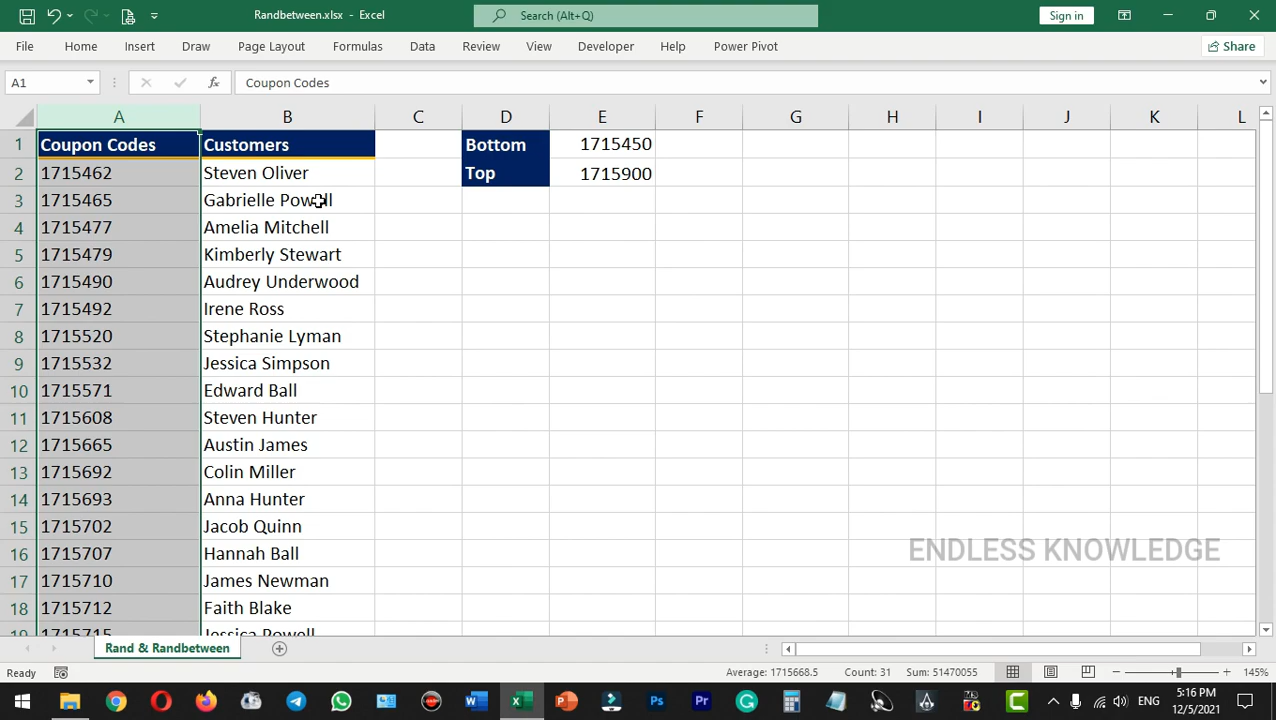 Randbetween.xlsx - Excel
Search (Alt+Q)
Sign in
File Home Insert Draw Page Layout Formulas Data Review View Developer Help Power Pivot
Share
A1 fx Coupon Codes
A B C D E F G H I J K L
1 Coupon Codes Customers Bottom 1715450
2 1715462 Steven Oliver Top 1715900
3 1715465 Gabrielle Powell
4 1715477 Amelia Mitchell
5 1715479 Kimberly Stewart
6 1715490 Audrey Underwood
7 1715492 Irene Ross
8 1715520 Stephanie Lyman
9 1715532 Jessica Simpson
10 1715571 Edward Ball
11 1715608 Steven Hunter
12 1715665 Austin James
13 1715692 Colin Miller
14 1715693 Anna Hunter
15 1715702 Jacob Quinn
16 1715707 Hannah Ball
ENDLESS KNOWLEDGE
17 1715710 James Newman
18 1715712 Faith Blake
19 1715715 Jessica Powell
Rand & Randbetween
Ready Average: 1715668.5 Count: 31 Sum: 51470055 145%
ENG
5:16 PM
12/5/2021